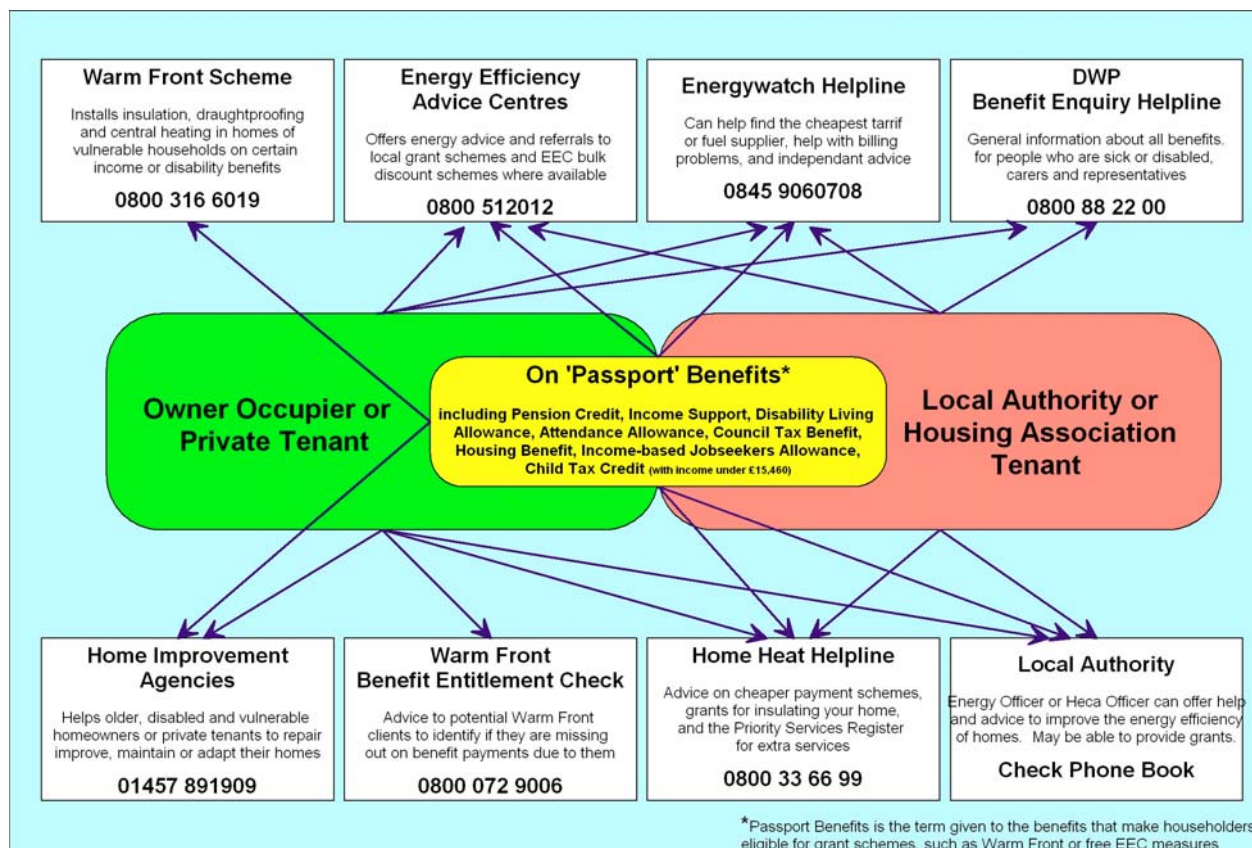 Warm Front Scheme
Installs insulation, draughtproofing
and central heating in homes of
vulnerable households on certain
income or disability benefits
0800 316 6019
Energy Efficiency
Advice Centres
Offers energy advice and referrals to
local grant schemes and EEC bulk
discount schemes where available
0800 512012
Energywatch Helpline
Can help find the cheapest tarrif
or fuel supplier, help with billing
problems, and independant advice
0845 9060708
DWP
Benefit Enquiry Helpline
General information about all benefits.
for people who are sick or disabled,
carers and representatives
0800 88 22 00
Owner Occupier or
Private Tenant
On 'Passport' Benefits*
including Pension Credit, Income Support, Disability Living
Allowance, Attendance Allowance, Council Tax Benefit,
Housing Benefit, Income-based Jobseekers Allowance,
Child Tax Credit (with income under £15,460)
Local Authority or
Housing Association
Tenant
Home Improvement
Agencies
Helps older, disabled and vulnerable
homeowners or private tenants to repair
improve, maintain or adapt their homes
01457 891909
Warm Front
Benefit Entitlement Check
Advice to potential Warm Front
clients to identify if they are missing
out on benefit payments due to them
0800 072 9006
Home Heat Helpline
Advice on cheaper payment schemes,
grants for insulating your home,
and the Priority Services Register
for extra services
0800 33 66 99
Local Authority
Energy Officer or Heca Officer can offer help
and advice to improve the energy efficiency
of homes. May be able to provide grants.
Check Phone Book
*Passport Benefits is the term given to the benefits that make householders
eligible for grant schemes, such as Warm Front or free EEC measures